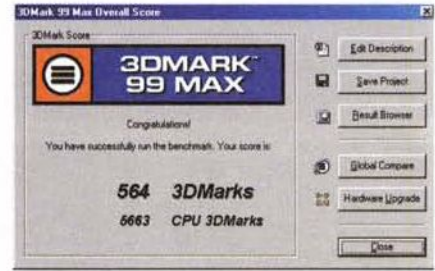 3DMark 99 Max Overall Score
3DMark Score
3DMARK™
99 MAX
Congratulations!
You have successfully run the benchmark. Your score is:
564 3DMarks
5663 CPU 3DMarks
Edit Description
Save Project
Result Browser
Global Compare
Hardware Upgrade
Close